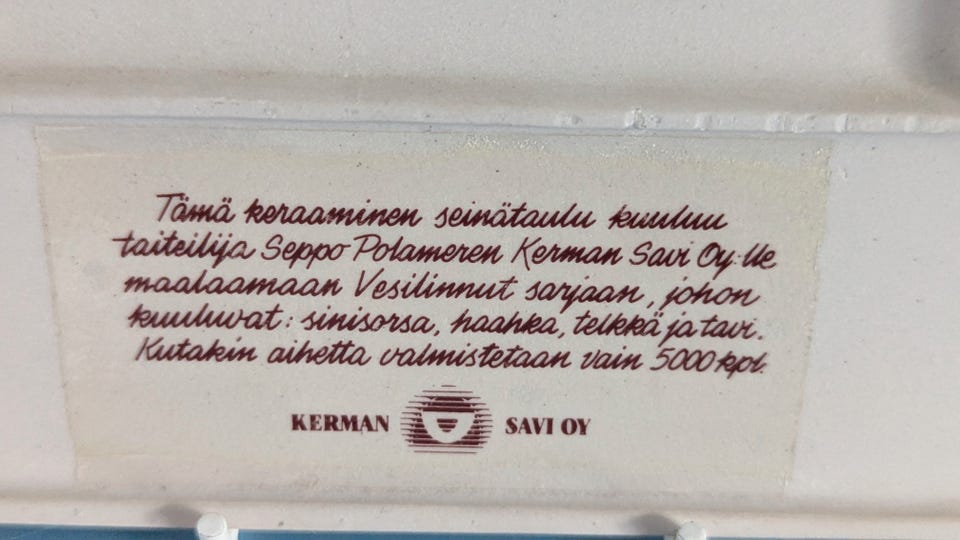 Tämä keraaminen seinätaulu kuuluu
taiteilija Seppo Polameren Kerman Savi Oy:lle
maalaamaan Vesilinnut sarjaan, johon
kuuluvat: sinisorsa, haahka, telkkä ja tavi.
Kutakin aihetta valmistetaan vain 5000 kpl.
KERMAN SAVI OY